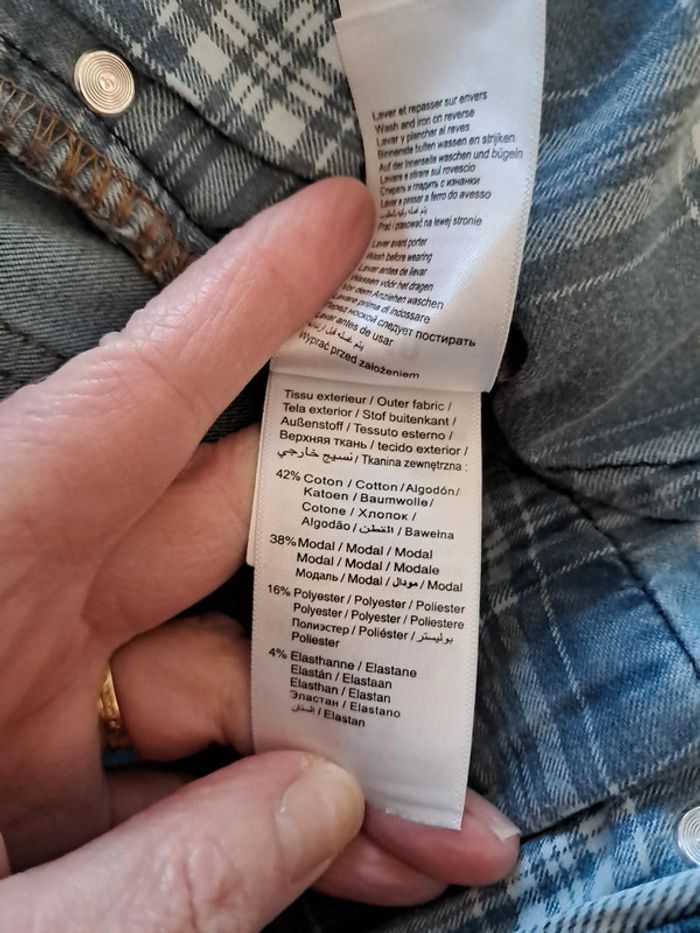 Laver et repasser sur envers
Wash and iron on reverse
Lavar y planchar al reves
Binnenste buiten wassen en strijken
Auf der Innenseite waschen und bügeln
Lavare a stirare sul rovescio
Стирать и гладить с изнанки
Lavar e passar a ferro do avesso
Prać i prasować na lewej stronie
Laver avant porter
Wash before wearing
Laver antes de llevar
Wassen vóór het dragen
Vor dem Anziehen waschen
Lavare prima di indossare
Перед ноской следует постирать
Lavar antes de usar
يتم غسله قبل ارتدائه
Wyprać przed założeniem
Tissu exterieur / Outer fabric /
Tela exterior / Stof buitenkant /
Außenstoff / Tessuto esterno /
Верхняя ткань / tecido exterior /
نسيج خارجي / Tkanina zewnętrzna :
42% Coton / Cotton / Algodón /
Katoen / Baumwolle /
Cotone / Хлопок /
Algodão / القطن / Bawełna
38% Modal / Modal / Modal
Modal / Modal / Modale
Модаль / Modal / مودال / Modal
16% Polyester / Polyester / Poliester
Polyester / Polyester / Poliestere
Полиэстер / Poliéster / بوليستر
Poliester
4% Elasthanne / Elastane
Elastán / Elastaan
Elasthan / Elastan
Эластан / Elastano
/ Elastan